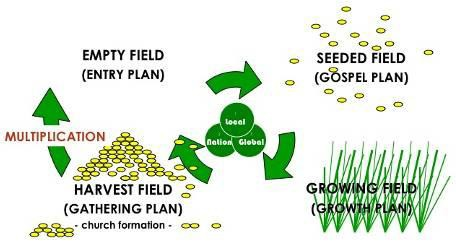 EMPTY FIELD
(ENTRY PLAN)
SEEDED FIELD
(GOSPEL PLAN)
Local
Nation
Global
MULTIPLICATION
HARVEST FIELD
(GATHERING PLAN)
- church formation -
GROWING FIELD
(GROWTH PLAN)